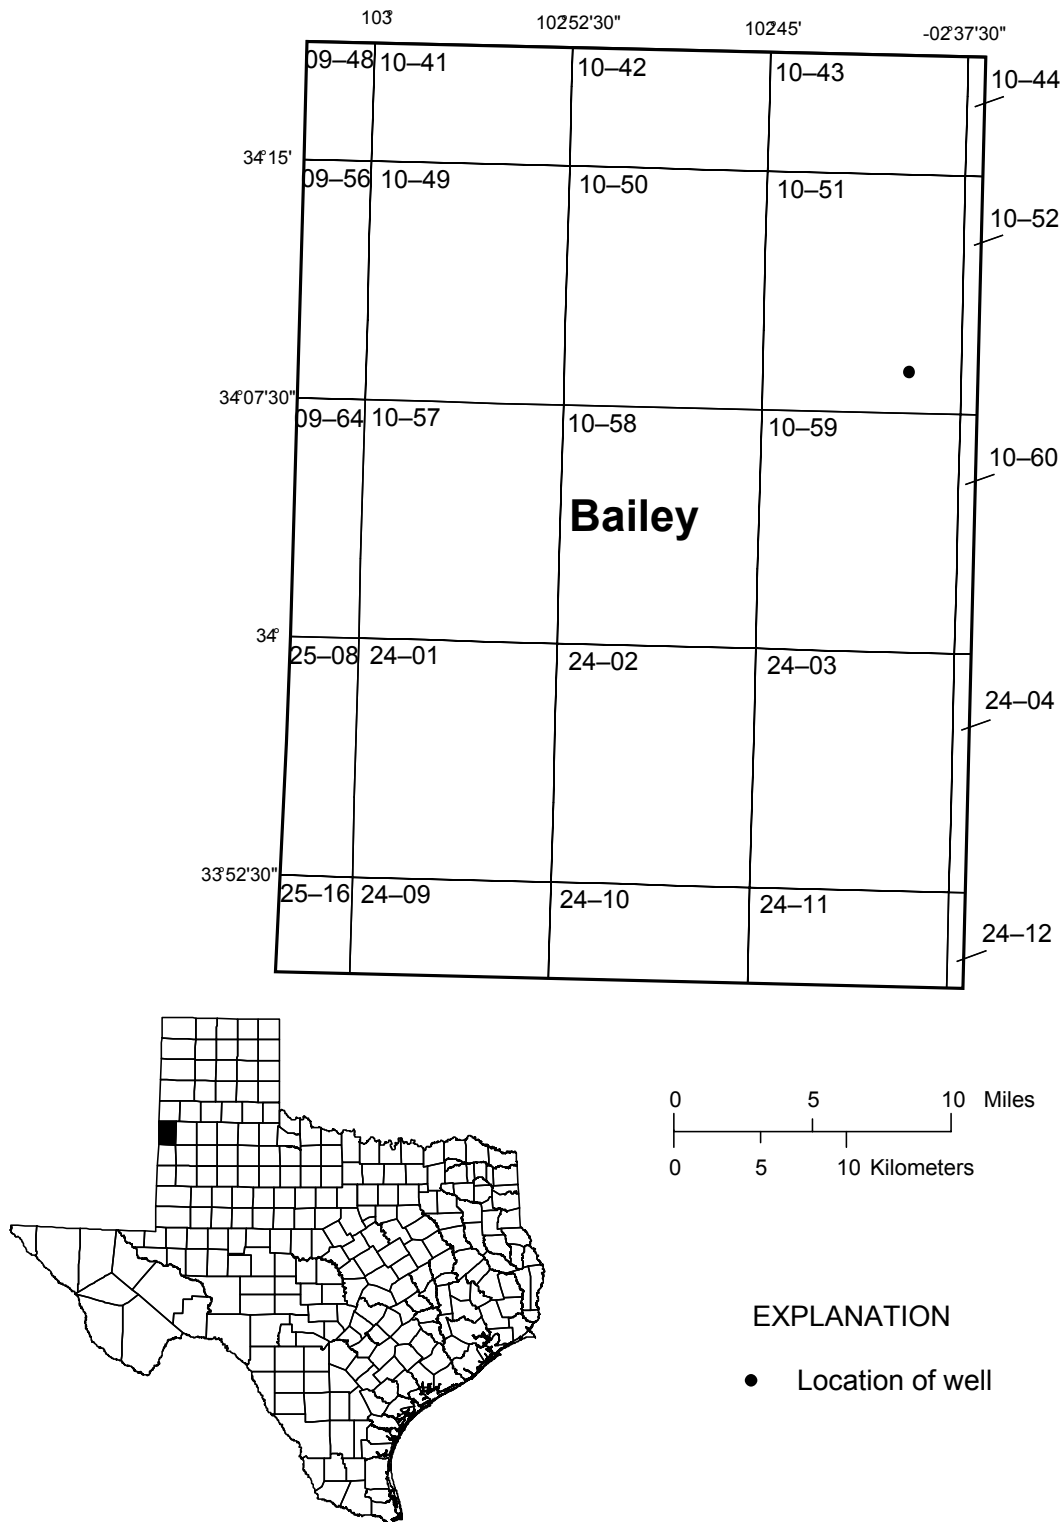 103° 102°52'30" 102°45' -02°37'30"
09–48 10–41 10–42 10–43 10–44
34°15'
09–56 10–49 10–50 10–51 10–52
34°07'30"
09–64 10–57 10–58 10–59 10–60
Bailey
34°
25–08 24–01 24–02 24–03 24–04
33°52'30"
25–16 24–09 24–10 24–11 24–12
0 5 10 Miles
0 5 10 Kilometers
EXPLANATION
Location of well